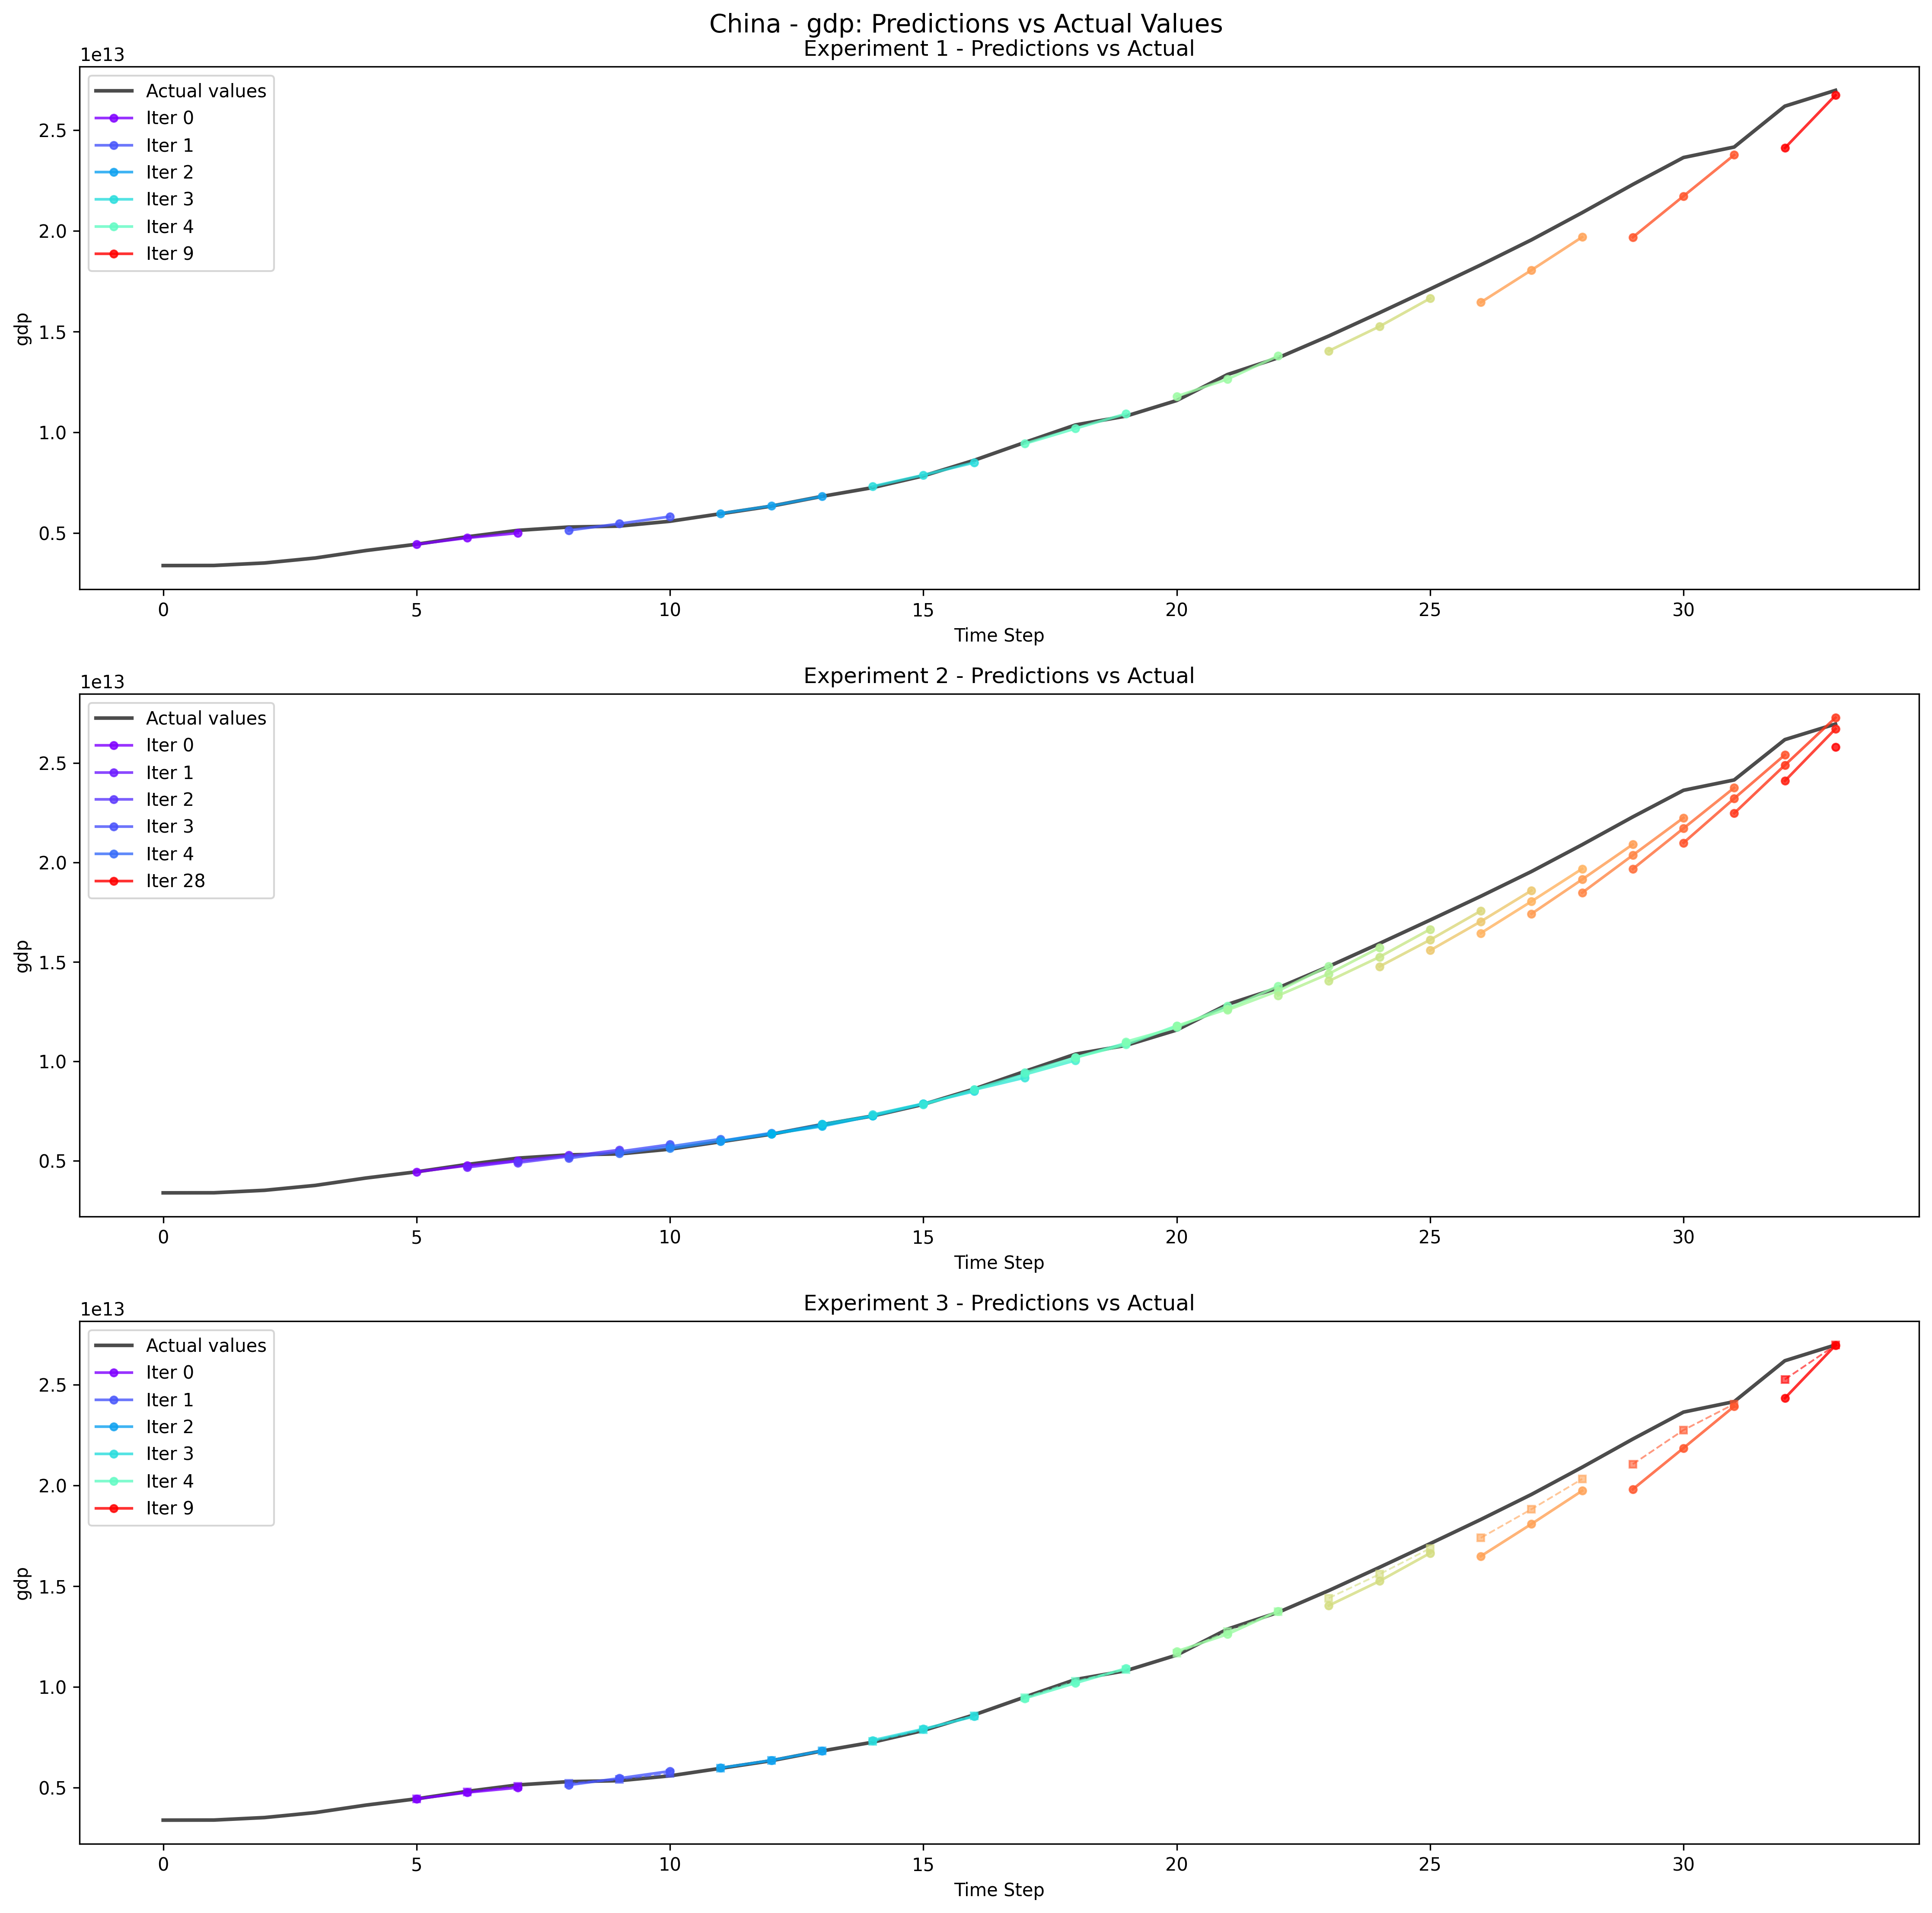 China - gdp: Predictions vs Actual Values
Experiment 1 - Predictions vs Actual
1e13
Actual values
Iter 0
Iter 1
Iter 2
Iter 3
Iter 4
Iter 9
2.5
2.0
1.5
1.0
0.5
gdp
0 5 10 15 20 25 30
Time Step
Experiment 2 - Predictions vs Actual
1e13
Actual values
Iter 0
Iter 1
Iter 2
Iter 3
Iter 4
Iter 28
2.5
2.0
1.5
1.0
0.5
gdp
0 5 10 15 20 25 30
Time Step
Experiment 3 - Predictions vs Actual
1e13
Actual values
Iter 0
Iter 1
Iter 2
Iter 3
Iter 4
Iter 9
2.5
2.0
1.5
1.0
0.5
gdp
0 5 10 15 20 25 30
Time Step